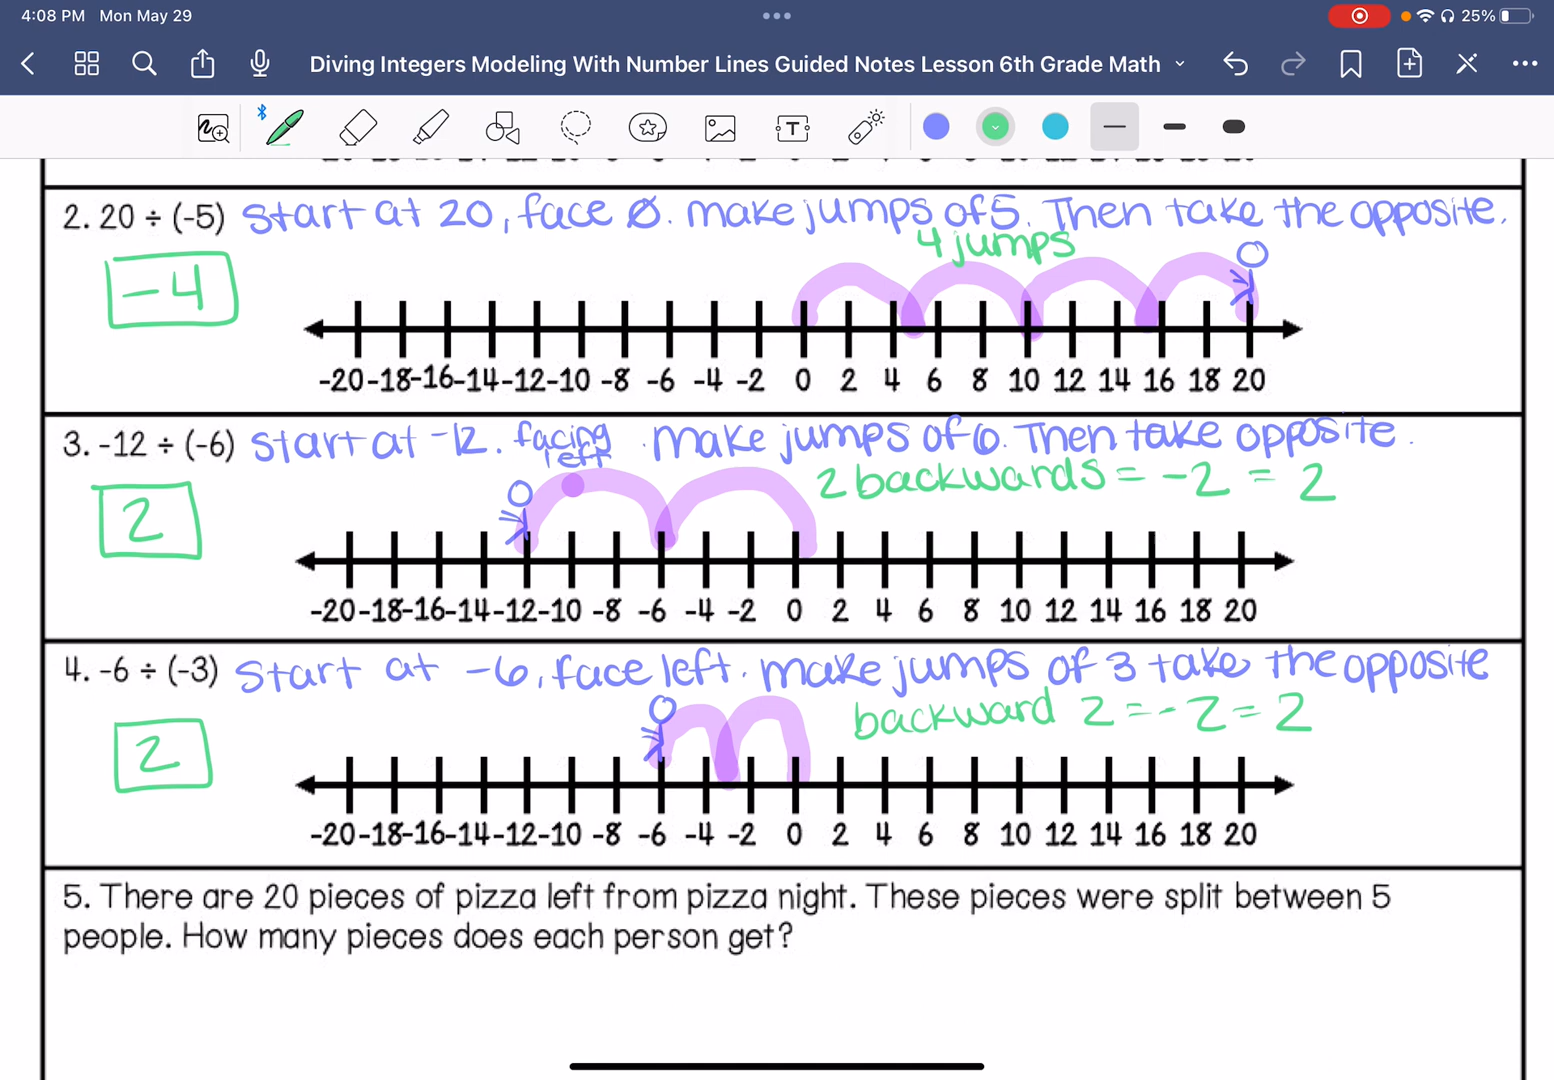 4:08 PM Mon May 29
25%
Diving Integers Modeling With Number Lines Guided Notes Lesson 6th Grade Math
T
2. 20 ÷ (-5) Start at 20, face 0. make jumps of 5. Then take the opposite.
4 jumps
-4
-20 -18 -16 -14 -12 -10 -8 -6 -4 -2 0 2 4 6 8 10 12 14 16 18 20
3. -12 ÷ (-6) Start at -12. facing left. Make jumps of 6. Then take opposite.
2 backwards = -2 = 2
2
-20 -18 -16 -14 -12 -10 -8 -6 -4 -2 0 2 4 6 8 10 12 14 16 18 20
4. -6 ÷ (-3) Start at -6, face left. make jumps of 3 take the opposite
backward 2 = -2 = 2
2
-20 -18 -16 -14 -12 -10 -8 -6 -4 -2 0 2 4 6 8 10 12 14 16 18 20
5. There are 20 pieces of pizza left from pizza night. These pieces were split between 5
people. How many pieces does each person get?